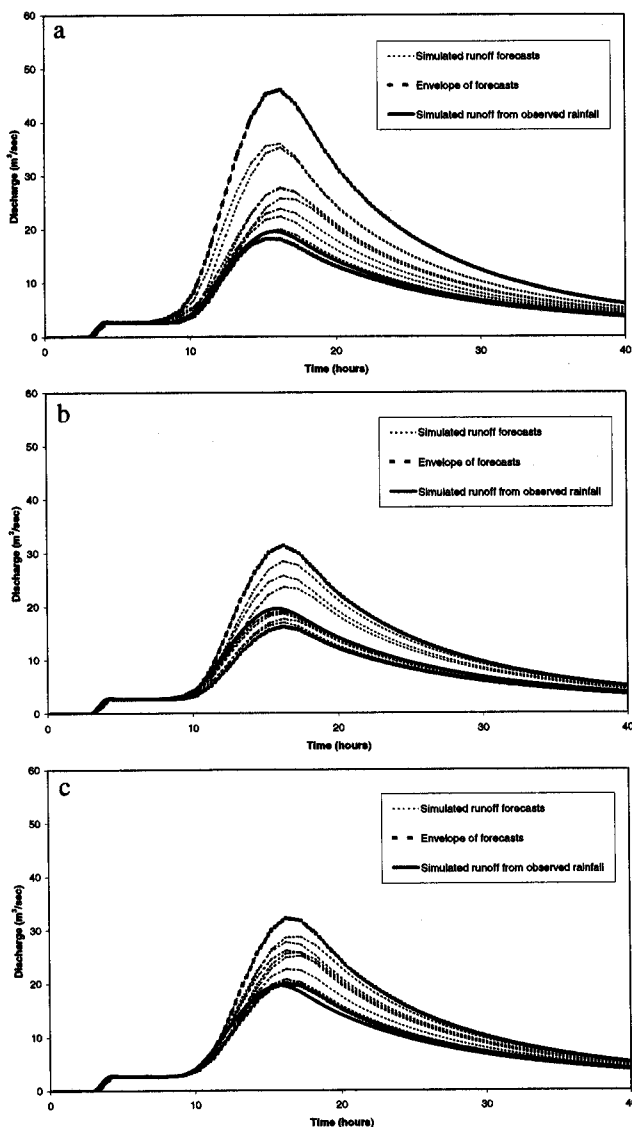 a
60
50
40
30
20
10
0
Discharge (m³/sec)
Simulated runoff forecasts
Envelope of forecasts
Simulated runoff from observed rainfall
0 10 20 30 40
Time (hours)
b
60
50
40
30
20
10
0
Discharge (m³/sec)
Simulated runoff forecasts
Envelope of forecasts
Simulated runoff from observed rainfall
0 10 20 30 40
Time (hours)
c
60
50
40
30
20
10
0
Discharge (m³/sec)
Simulated runoff forecasts
Envelope of forecasts
Simulated runoff from observed rainfall
0 10 20 30 40
Time (hours)